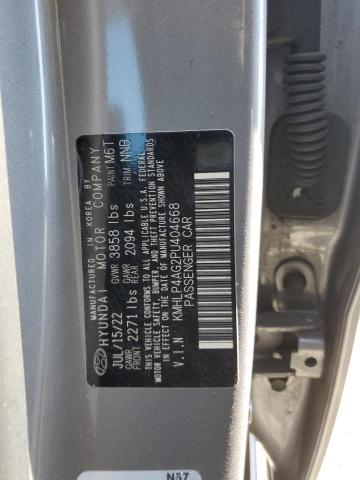 MANUFACTURED IN KOREA BY
HYUNDAI MOTOR COMPANY
JUL/15/22 GVWR 3858 lbs PAINT M6T
GAWR FRONT 2271 lbs GAWR REAR 2094 lbs TRIM NNB
THIS VEHICLE CONFORMS TO ALL APPLICABLE U.S.A. FEDERAL
MOTOR VEHICLE SAFETY, BUMPER, AND THEFT
PREVENTION STANDARDS IN EFFECT ON THE DATE OF
MANUFACTURE SHOWN ABOVE.
V.I.N KMHLP4AG2PU404668
PASSENGER CAR
N57